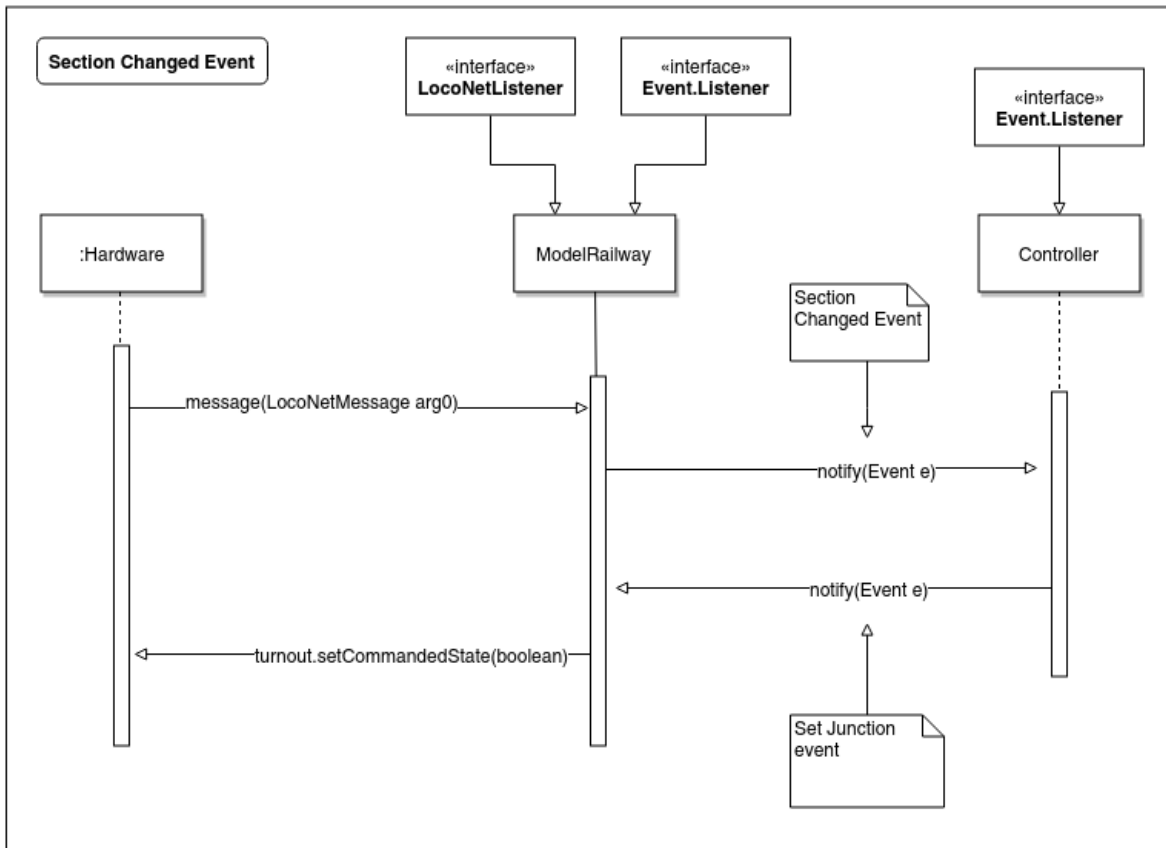 Section Changed Event
«interface»
LocoNetListener
«interface»
Event.Listener
«interface»
Event.Listener
:Hardware
ModelRailway
Controller
Section
Changed Event
message(LocoNetMessage arg0)
notify(Event e)
notify(Event e)
turnout.setCommandedState(boolean)
Set Junction
event